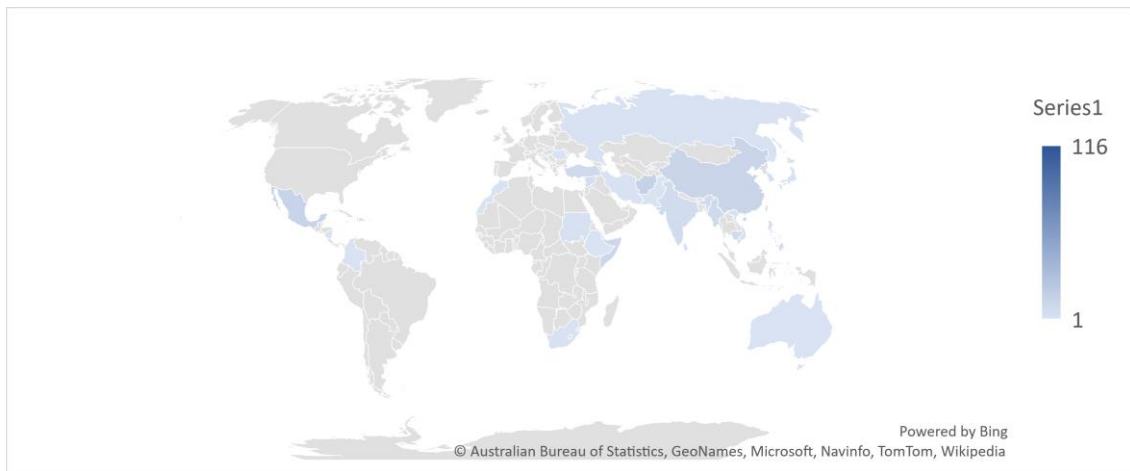 Series1
116
1
Powered by Bing
© Australian Bureau of Statistics, GeoNames, Microsoft, Navinfo, TomTom, Wikipedia